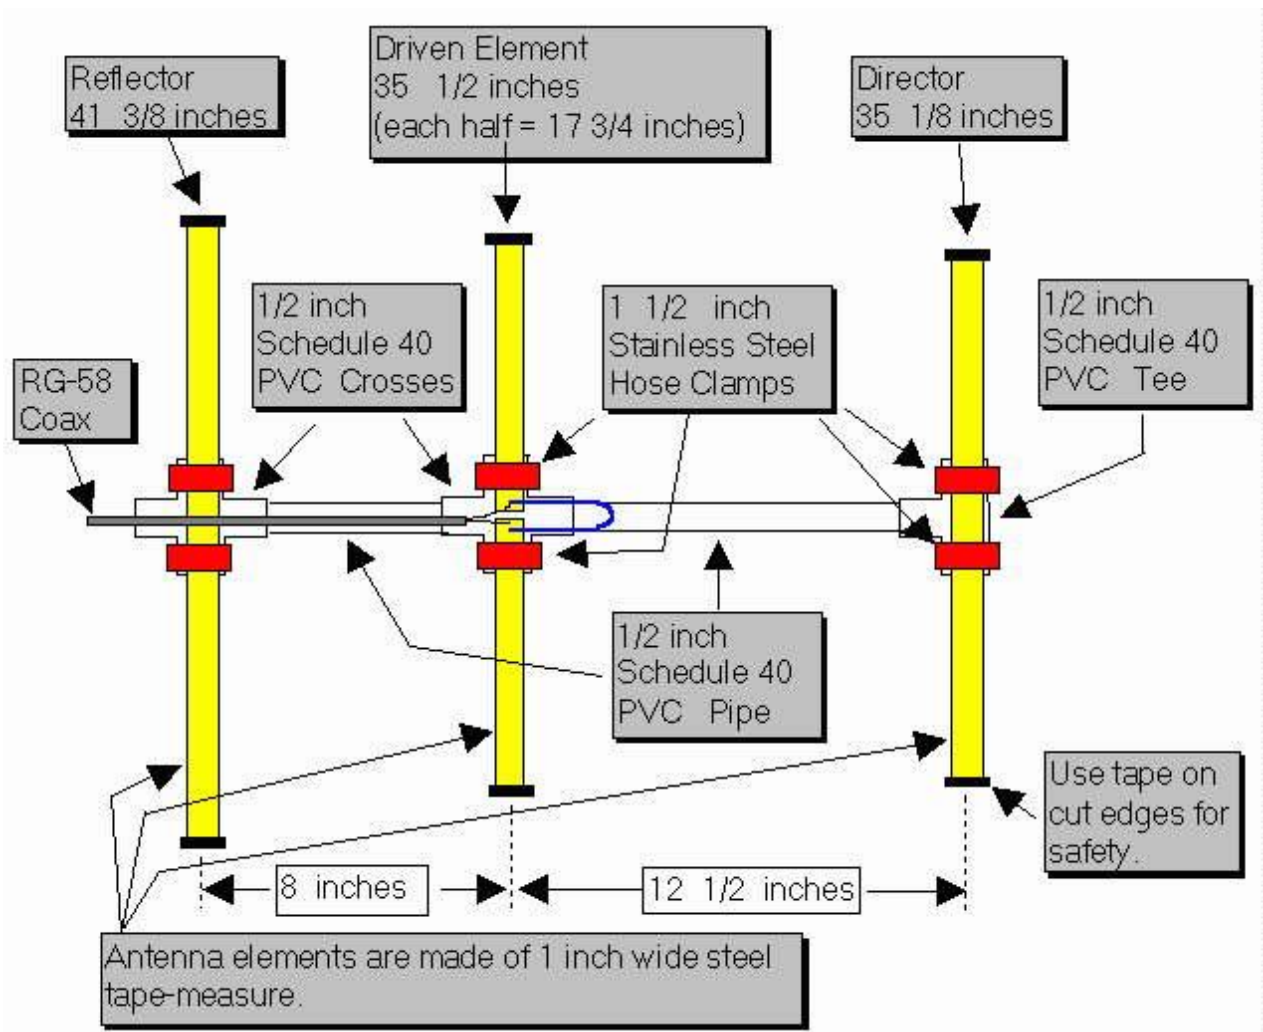 Reflector
41 3/8 inches
Driven Element
35 1/2 inches
(each half = 17 3/4 inches)
Director
35 1/8 inches
RG-58
Coax
1/2 inch
Schedule 40
PVC Crosses
1 1/2 inch
Stainless Steel
Hose Clamps
1/2 inch
Schedule 40
PVC Tee
1/2 inch
Schedule 40
PVC Pipe
Use tape on
cut edges for
safety.
8 inches
12 1/2 inches
Antenna elements are made of 1 inch wide steel
tape-measure.